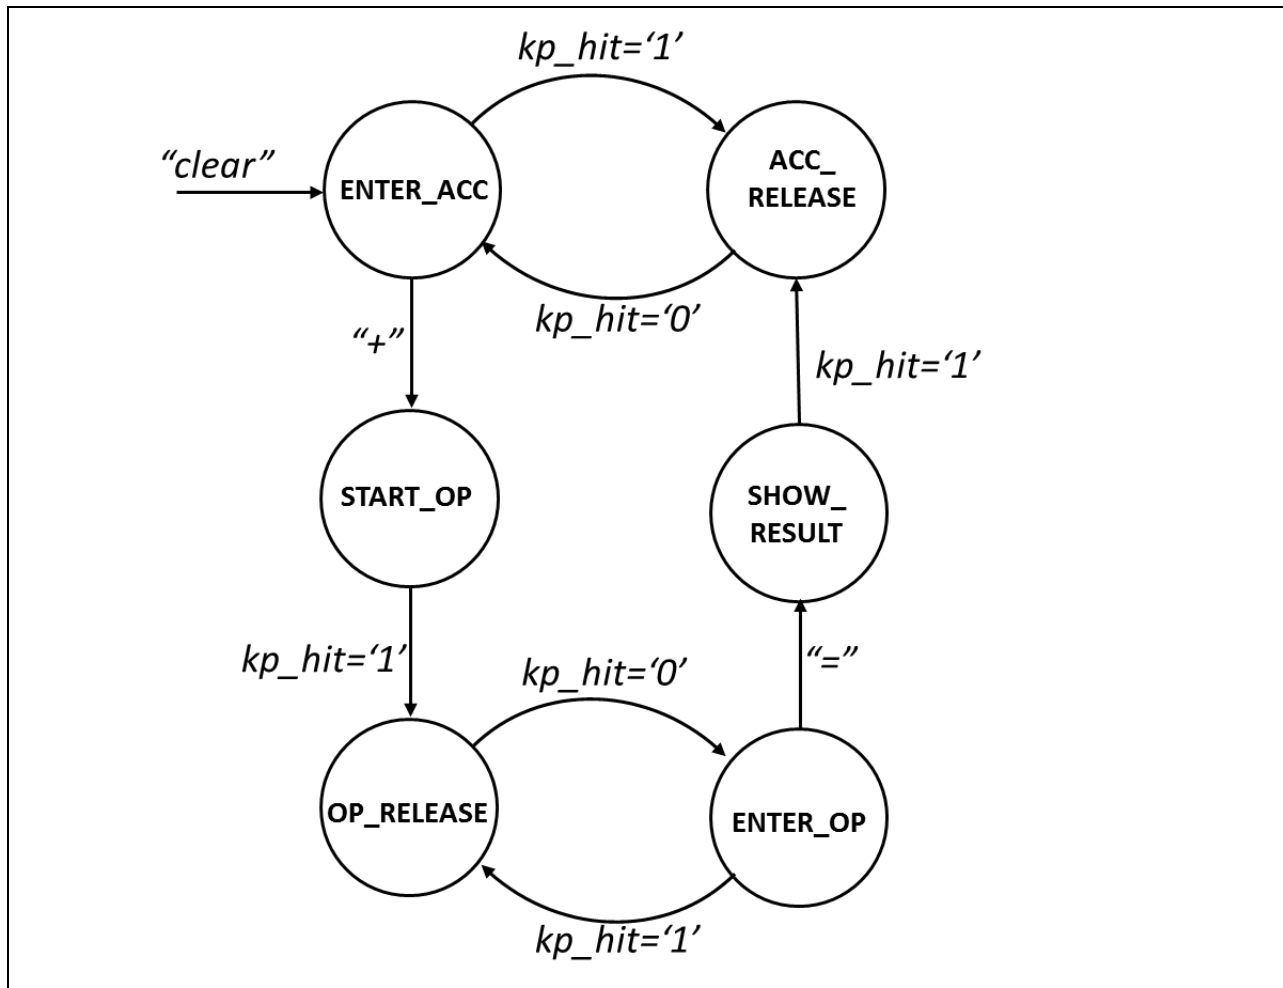 kp_hit=‘1’
“clear”
ENTER_ACC
ACC_
RELEASE
kp_hit=‘0’
“+”
kp_hit=‘1’
START_OP
SHOW_
RESULT
kp_hit=‘1’
kp_hit=‘0’
“=”
OP_RELEASE
ENTER_OP
kp_hit=‘1’